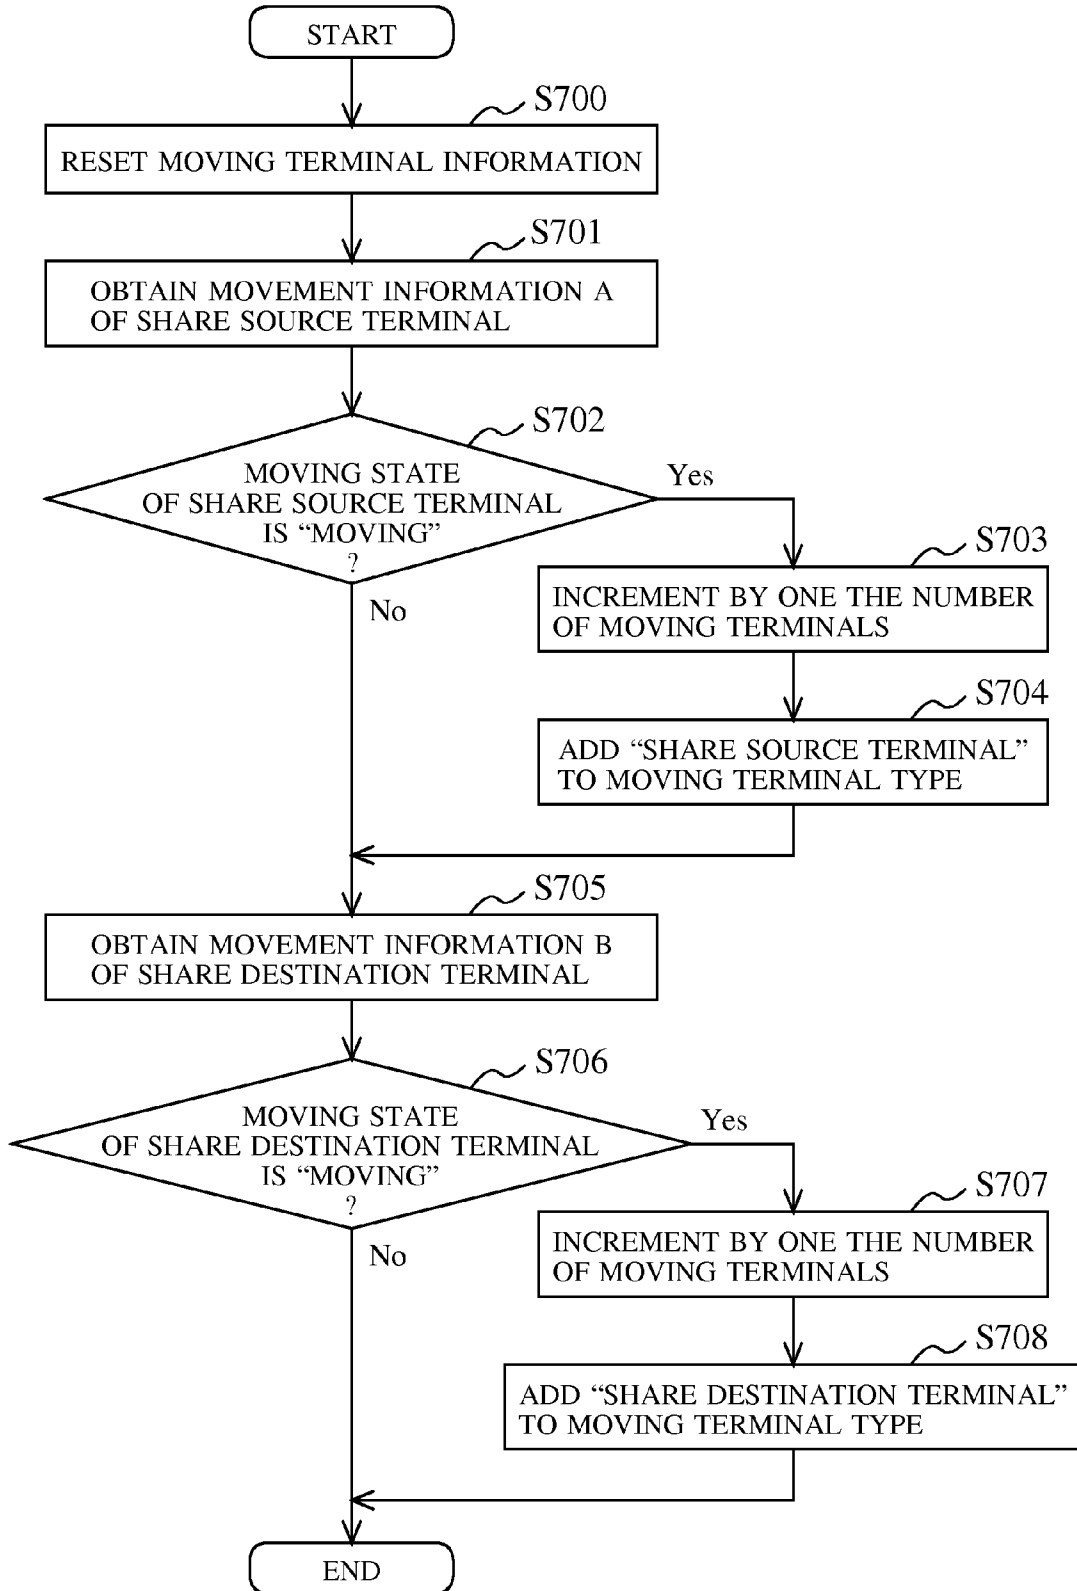 START
S700
RESET MOVING TERMINAL INFORMATION
S701
OBTAIN MOVEMENT INFORMATION A
OF SHARE SOURCE TERMINAL
S702
MOVING STATE
OF SHARE SOURCE TERMINAL
IS “MOVING”
?
Yes
No
S703
INCREMENT BY ONE THE NUMBER
OF MOVING TERMINALS
S704
ADD “SHARE SOURCE TERMINAL”
TO MOVING TERMINAL TYPE
S705
OBTAIN MOVEMENT INFORMATION B
OF SHARE DESTINATION TERMINAL
S706
MOVING STATE
OF SHARE DESTINATION TERMINAL
IS “MOVING”
?
Yes
No
S707
INCREMENT BY ONE THE NUMBER
OF MOVING TERMINALS
S708
ADD “SHARE DESTINATION TERMINAL”
TO MOVING TERMINAL TYPE
END